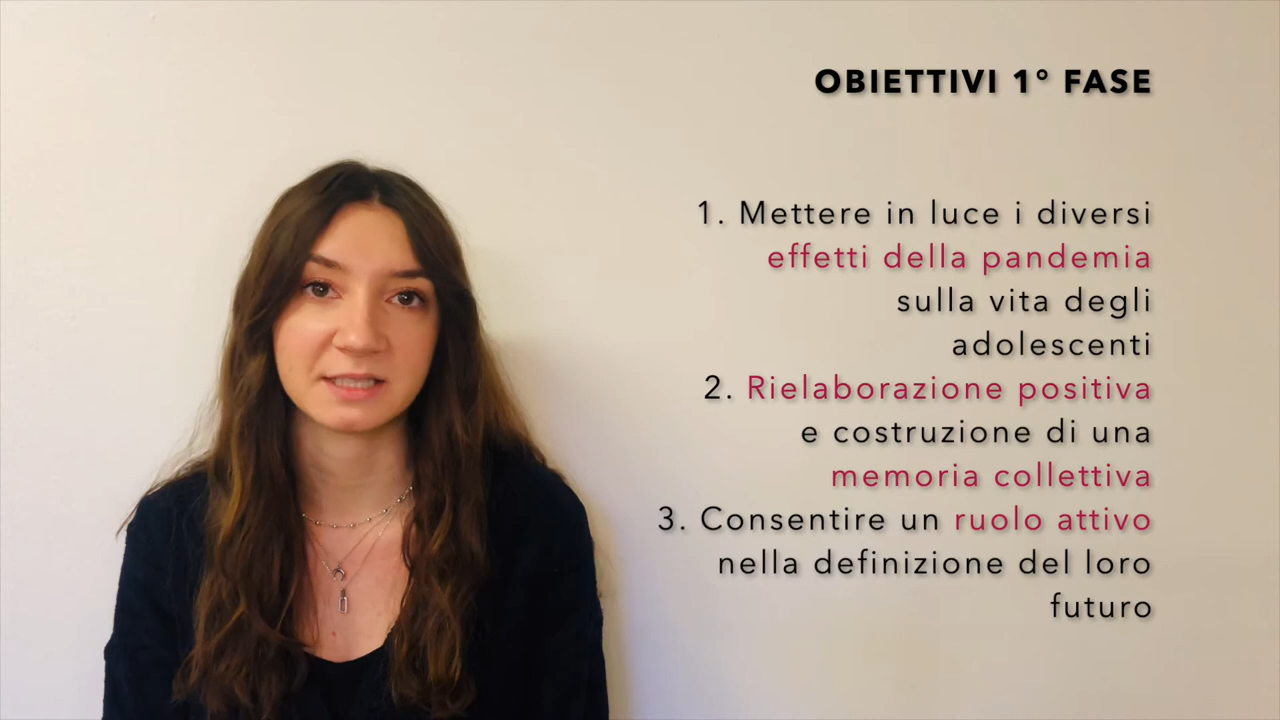 OBIETTIVI 1° FASE
1. Mettere in luce i diversi
effetti della pandemia
sulla vita degli
adolescenti
2. Rielaborazione positiva
e costruzione di una
memoria collettiva
3. Consentire un ruolo attivo
nella definizione del loro
futuro